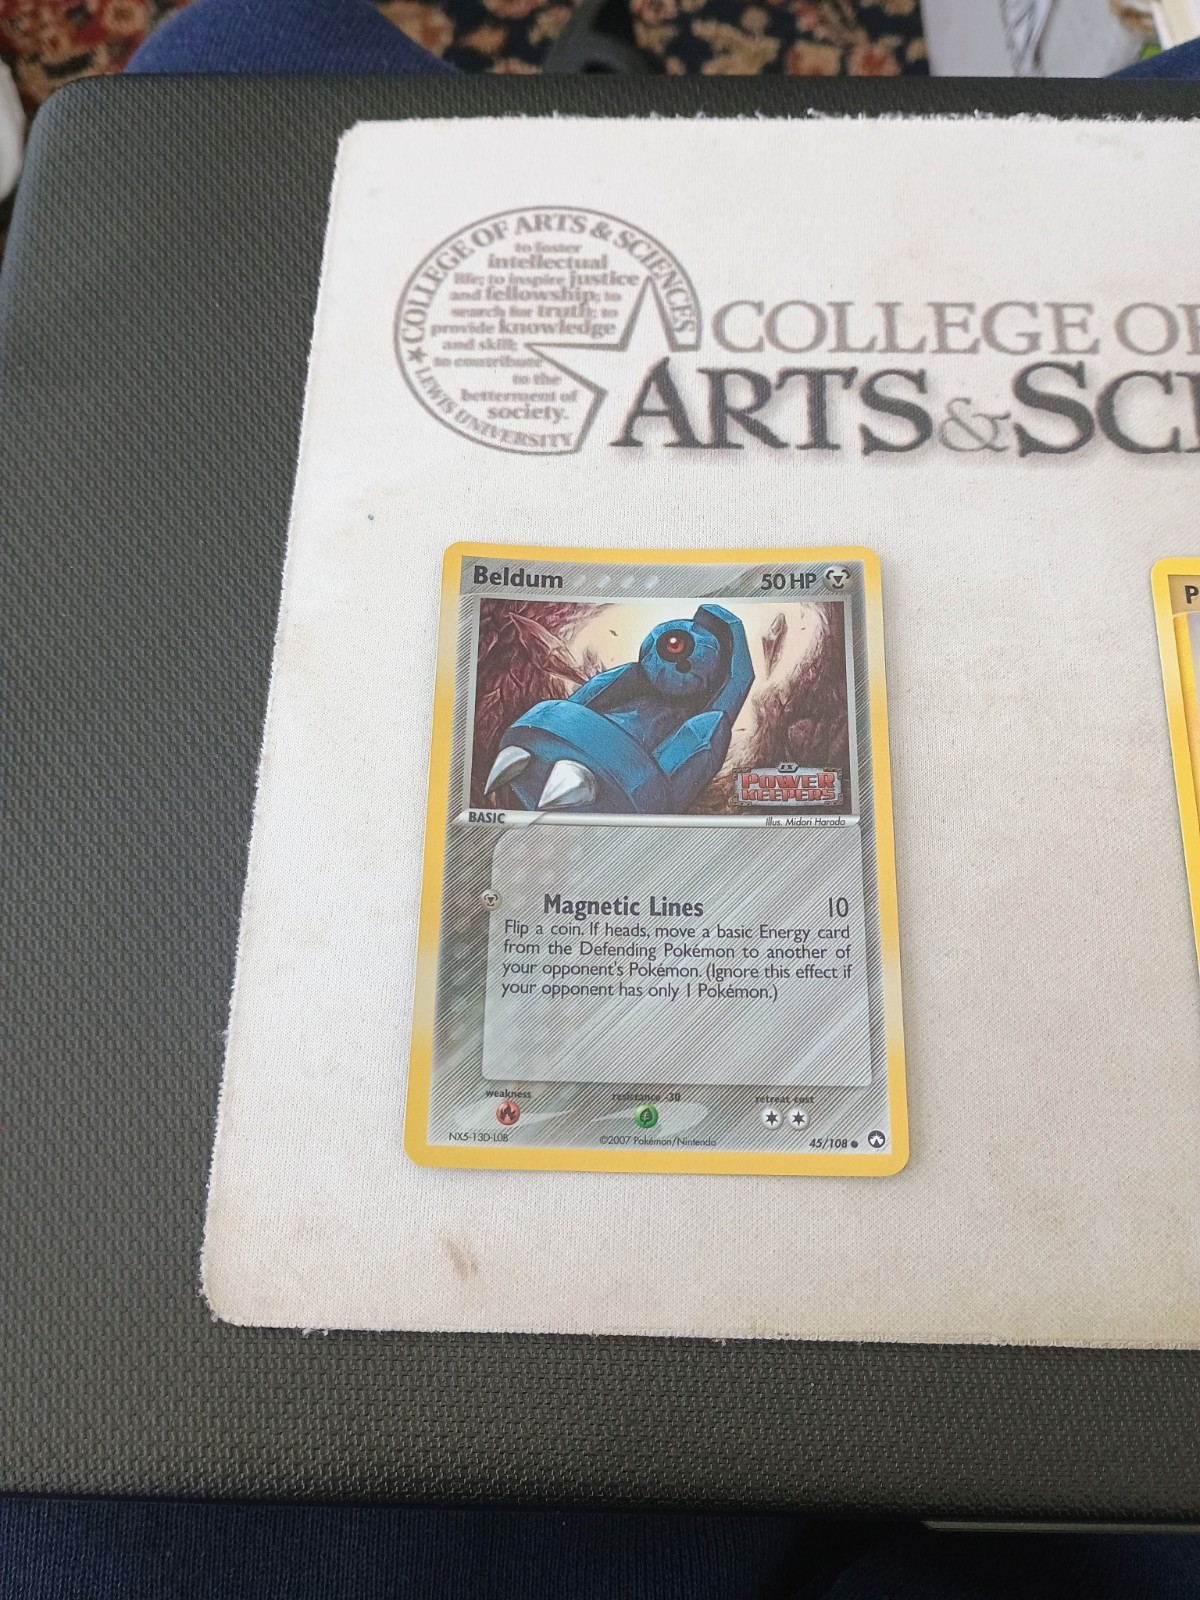 COLLEGE OF ARTS & SCIENCES
to foster
intellectual
life; to inspire justice
and fellowship; to
search for truth; to
provide knowledge
and skill;
to contribute
to the
betterment of
society.
★ LEWIS UNIVERSITY
COLLEGE OF
ARTS & SCI
Beldum
50 HP
EX
POWER
KEEPERS
BASIC
Illus. Midori Harada
Magnetic Lines 10
Flip a coin. If heads, move a basic Energy card
from the Defending Pokémon to another of
your opponent's Pokémon. (Ignore this effect if
your opponent has only 1 Pokémon.)
weakness
resistance -30
retreat cost
NX5-13D-L0B
©2007 Pokémon/Nintendo
45/108
P